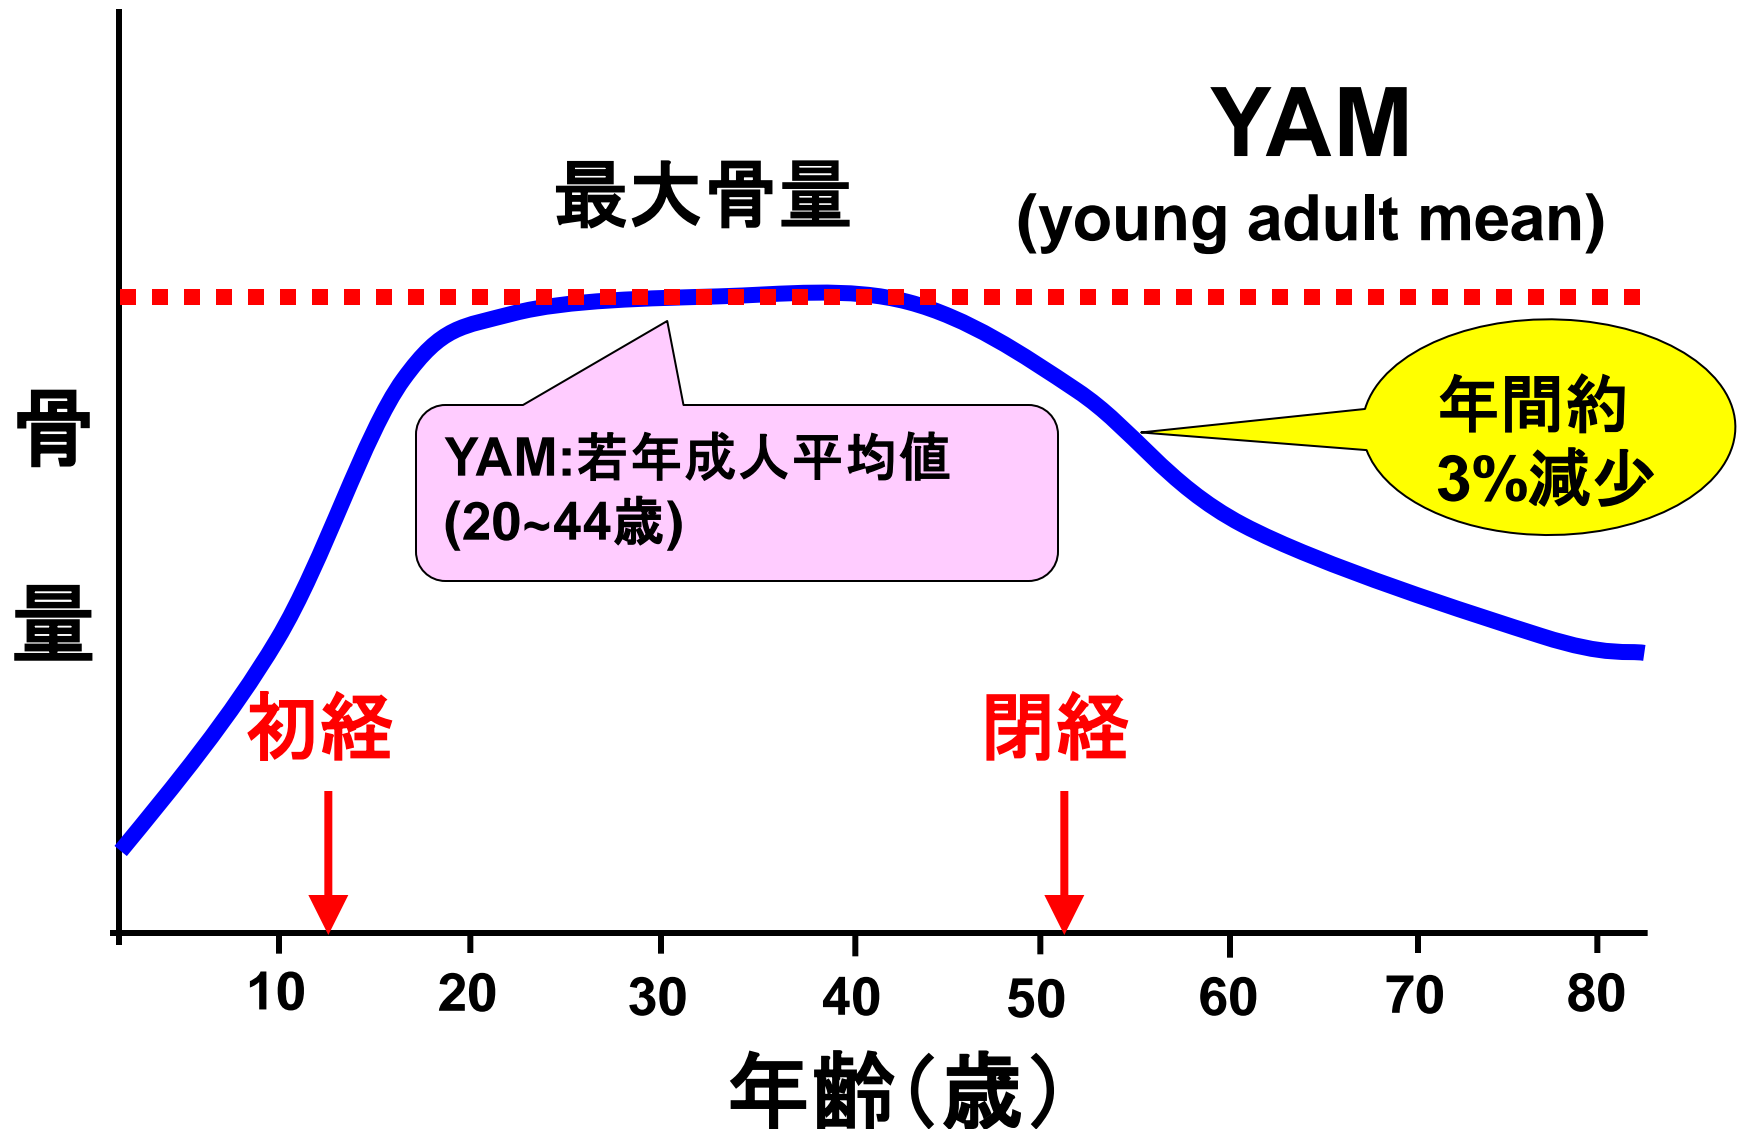 YAM
(young adult mean)
最大骨量
骨
量
YAM:若年成人平均値
(20~44歳)
年間約
3%減少
初経
閉経
10
20
30
40
50
60
70
80
年齢（歳）